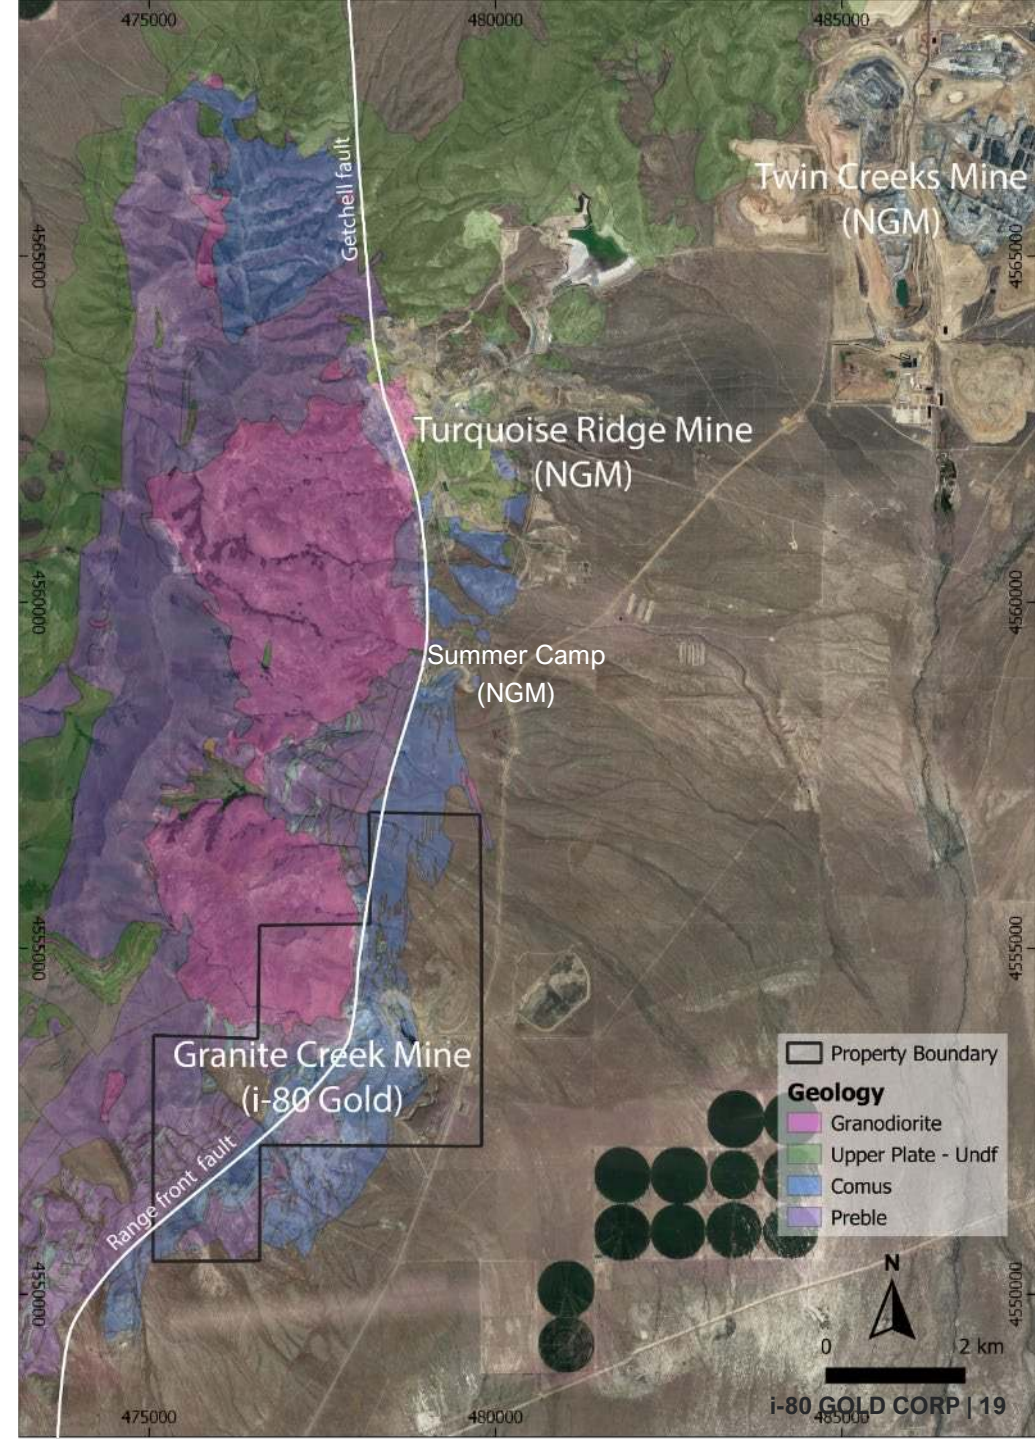 475000
480000
485000
Getchell fault
Twin Creeks Mine
(NGM)
4565000
4565000
Turquoise Ridge Mine
(NGM)
4560000
4560000
Summer Camp
(NGM)
4555000
4555000
Granite Creek Mine
(i-80 Gold)
Range front fault
Property Boundary
Geology
Granodiorite
Upper Plate - Undf
Comus
Preble
N
4550000
4550000
0
2 km
i-80 GOLD CORP | 19
475000
480000
485000